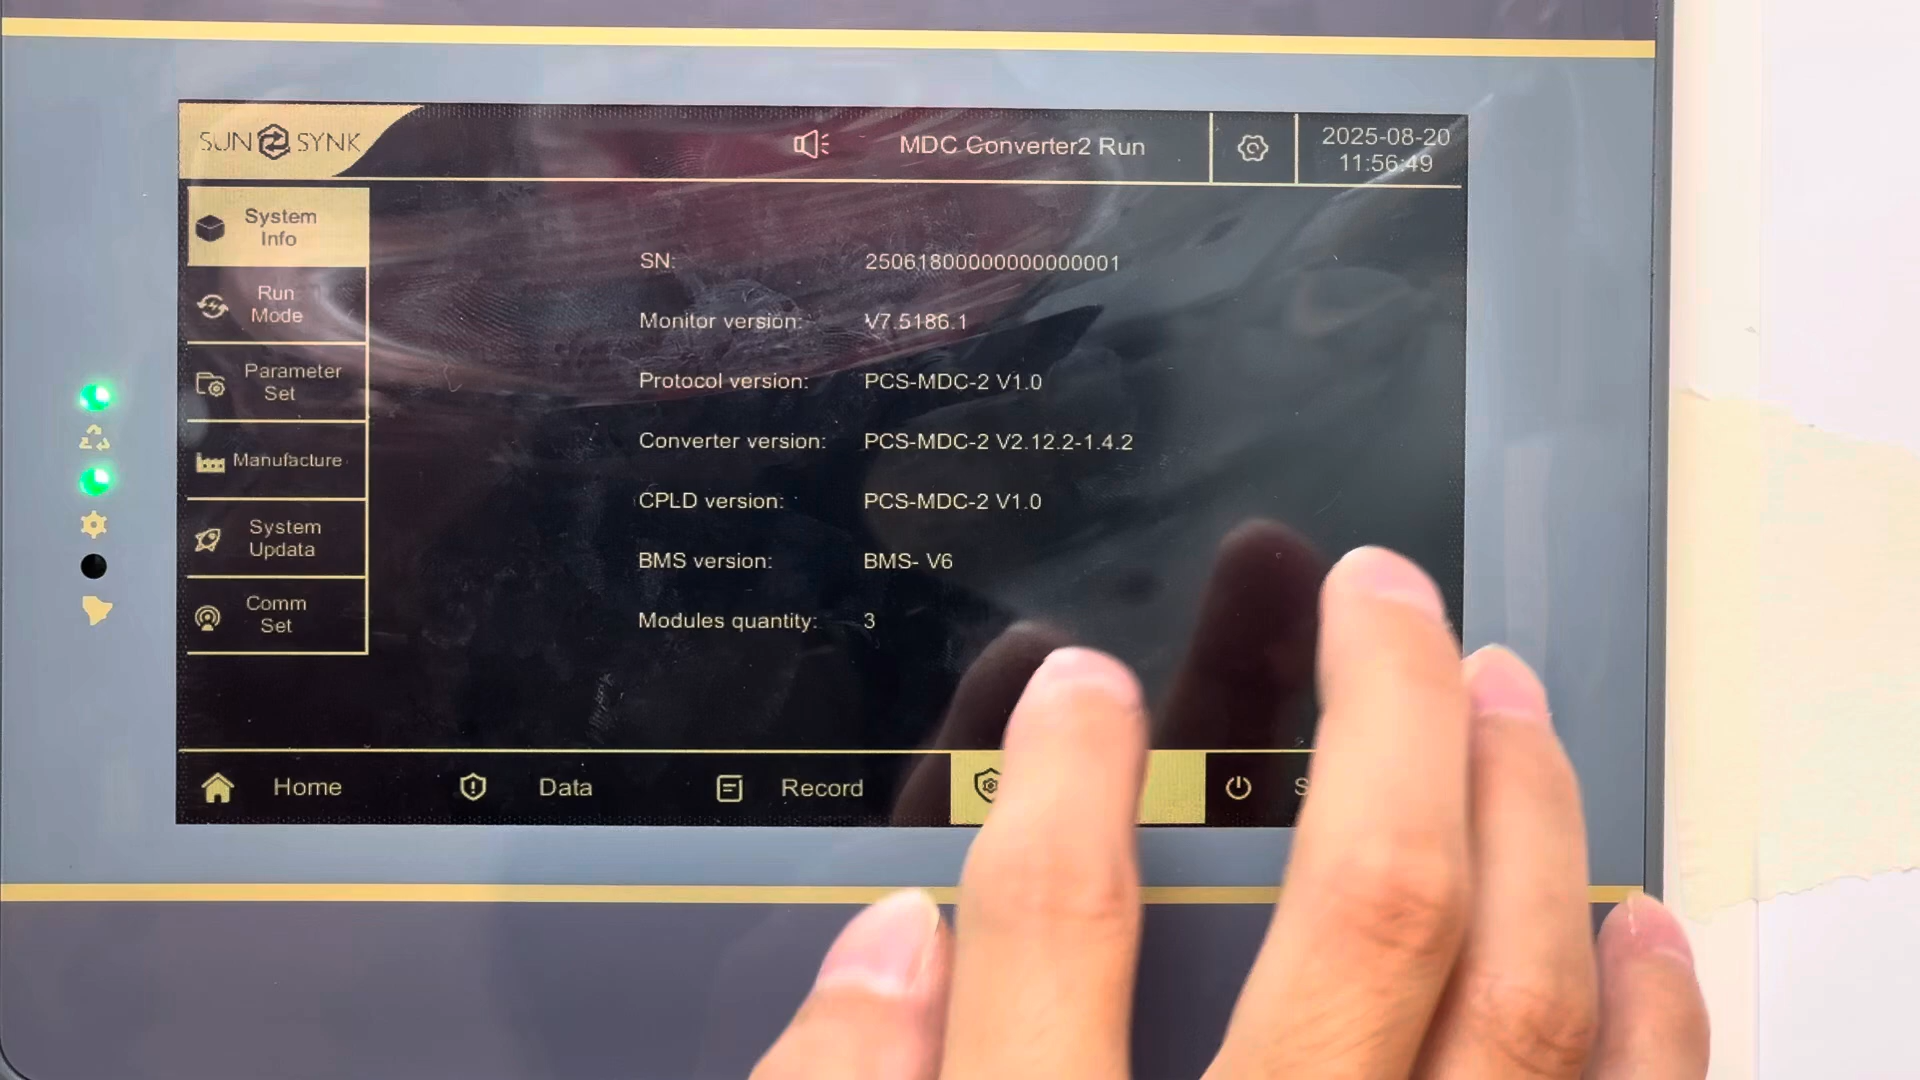 SUN SYNK
MDC Converter2 Run
2025-08-20
11:56:49
System
Info
Run
Mode
Parameter
Set
Manufacture
System
Updata
Comm
Set
SN: 25061800000000000001
Monitor version: V7.5186.1
Protocol version: PCS-MDC-2 V1.0
Converter version: PCS-MDC-2 V2.12.2-1.4.2
CPLD version: PCS-MDC-2 V1.0
BMS version: BMS- V6
Modules quantity: 3
Home Data Record